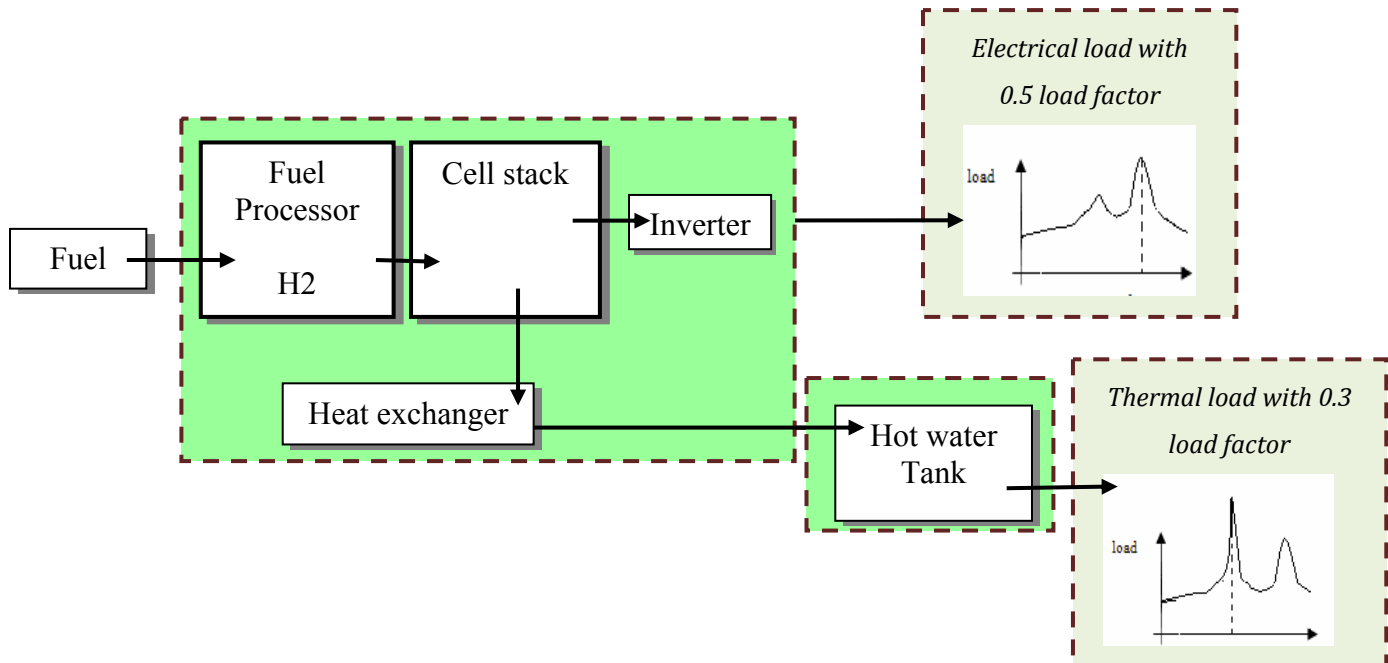 Electrical load with
0.5 load factor
load
Fuel
Processor
H2
Cell stack
Inverter
Fuel
Heat exchanger
Hot water
Tank
Thermal load with 0.3
load factor
load